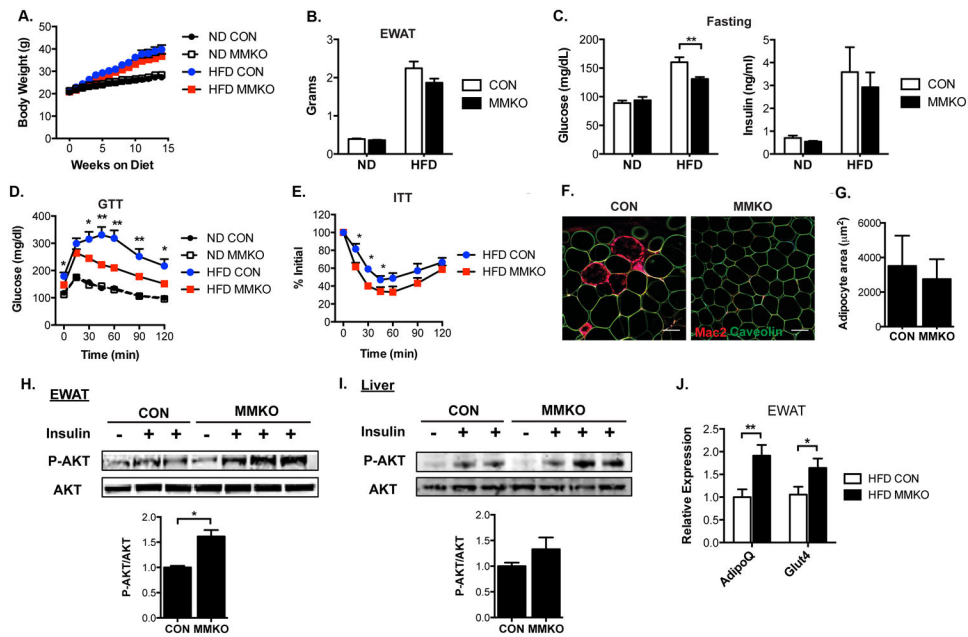 A.
Body Weight (g)
60
40
20
0
0 5 10 15
Weeks on Diet
ND CON
ND MMKO
HFD CON
HFD MMKO
B.
EWAT
Grams
3
2
1
0
ND HFD
CON
MMKO
C.
Fasting
Glucose (mg/dL)
200
150
100
50
0
**
ND HFD
Insulin (ng/ml)
5
4
3
2
1
0
ND HFD
CON
MMKO
D.
GTT
Glucose (mg/dl)
400
300
200
100
0
* * ** ** ** *
0 30 60 90 120
Time (min)
ND CON
ND MMKO
HFD CON
HFD MMKO
E.
ITT
% Initial
120
100
80
60
40
20
0
* * *
0 30 60 90 120
Time (min)
HFD CON
HFD MMKO
F.
CON MMKO
Mac2 Caveolin
G.
Adipocyte area (μm²)
6000
4000
2000
0
CON MMKO
H.
EWAT
CON MMKO
Insulin - + + - + + +
P-AKT
AKT
P-AKT/AKT
2.0
1.5
1.0
0.5
0.0
*
CON MMKO
I.
Liver
CON MMKO
Insulin - + + - + + +
P-AKT
AKT
P-AKT/AKT
2.0
1.5
1.0
0.5
0.0
CON MMKO
J.
EWAT
Relative Expression
2.5
2.0
1.5
1.0
0.5
0.0
** *
AdipoQ Glut4
HFD CON
HFD MMKO